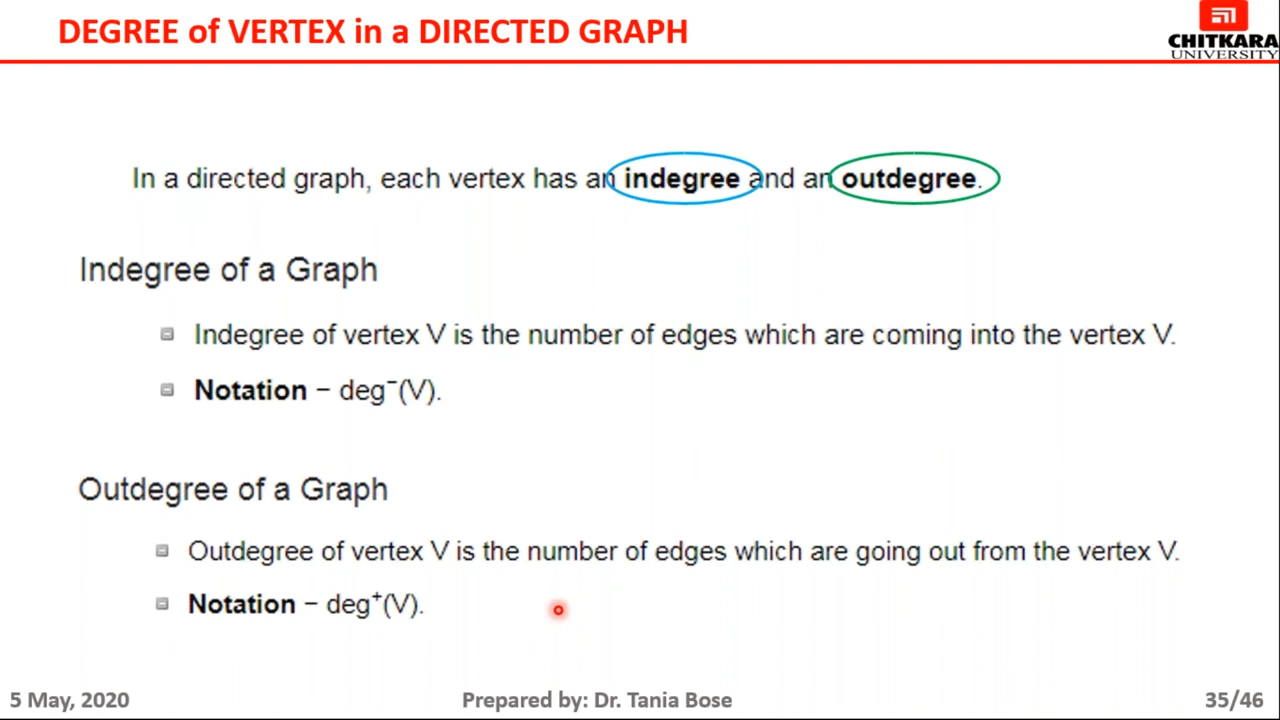 DEGREE of VERTEX in a DIRECTED GRAPH
CHITKARA
UNIVERSITY
In a directed graph, each vertex has an indegree and an outdegree.
Indegree of a Graph
Indegree of vertex V is the number of edges which are coming into the vertex V.
Notation − deg⁻(V).
Outdegree of a Graph
Outdegree of vertex V is the number of edges which are going out from the vertex V.
Notation − deg⁺(V).
5 May, 2020
Prepared by: Dr. Tania Bose
35/46